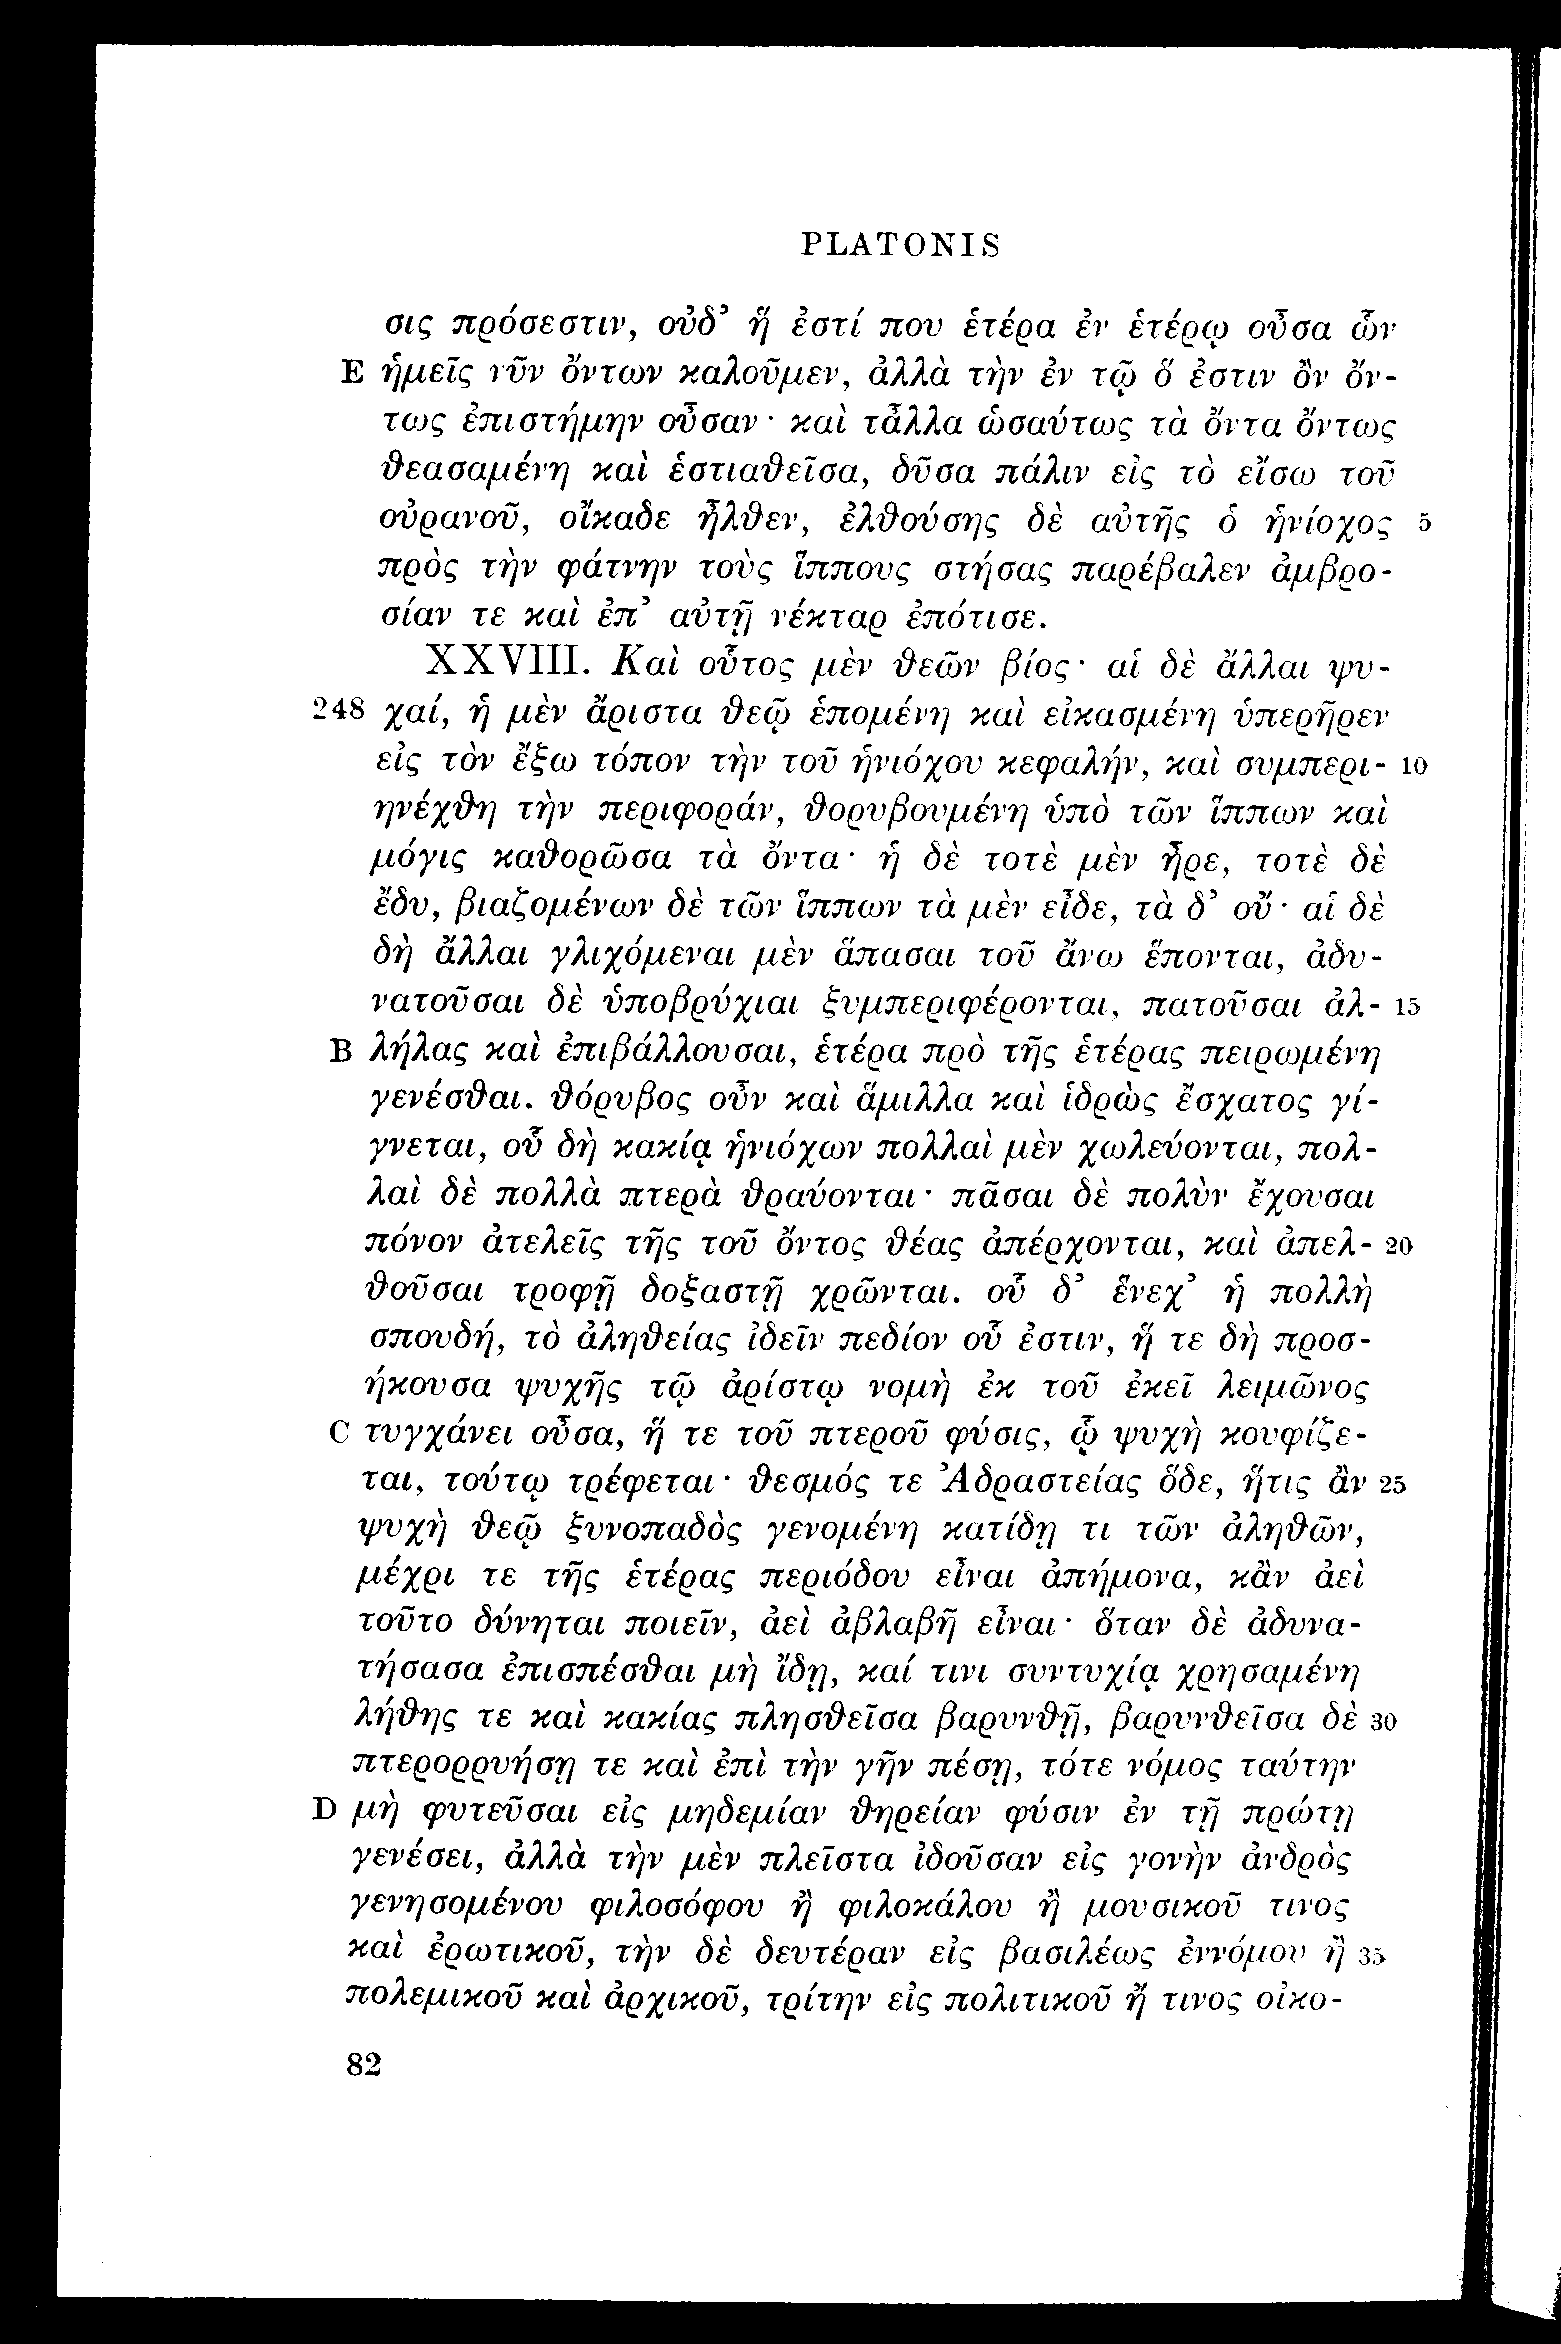 PLATONIS
σις πρόσεστιν, οὐδ’ ἥ ἐστί που ἑτέρα ἐν ἑτέρῳ οὖσα ὧν
E ἡμεῖς νῦν ὄντων καλοῦμεν, ἀλλὰ τὴν ἐν τῷ ὅ ἐστιν ὂν ὄν-
τως ἐπιστήμην οὖσαν· καὶ τἆλλα ὡσαύτως τὰ ὄντα ὄντως
θεασαμένη καὶ ἑστιαθεῖσα, δῦσα πάλιν εἰς τὸ εἴσω τοῦ
οὐρανοῦ, οἴκαδε ἦλθεν, ἐλθούσης δὲ αὐτῆς ὁ ἡνίοχος 5
πρὸς τὴν φάτνην τοὺς ἵππους στήσας παρέβαλεν ἀμβρο-
σίαν τε καὶ ἐπ’ αὐτῇ νέκταρ ἐπότισε.
XXVIII. Καὶ οὗτος μὲν θεῶν βίος· αἱ δὲ ἄλλαι ψυ-
248 χαί, ἡ μὲν ἄριστα θεῷ ἑπομένη καὶ εἰκασμένη ὑπερῆρεν
εἰς τὸν ἔξω τόπον τὴν τοῦ ἡνιόχου κεφαλήν, καὶ συμπερι- 10
ηνέχθη τὴν περιφοράν, θορυβουμένη ὑπὸ τῶν ἵππων καὶ
μόγις καθορῶσα τὰ ὄντα· ἡ δὲ τοτὲ μὲν ἦρε, τοτὲ δὲ
ἔδυ, βιαζομένων δὲ τῶν ἵππων τὰ μὲν εἶδε, τὰ δ’ οὔ· αἱ δὲ
δὴ ἄλλαι γλιχόμεναι μὲν ἅπασαι τοῦ ἄνω ἕπονται, ἀδυ-
νατοῦσαι δὲ ὑποβρύχιαι ξυμπεριφέρονται, πατοῦσαι ἀλ- 15
B λήλας καὶ ἐπιβάλλουσαι, ἑτέρα πρὸ τῆς ἑτέρας πειρωμένη
γενέσθαι. θόρυβος οὖν καὶ ἅμιλλα καὶ ἱδρὼς ἔσχατος γί-
γνεται, οὗ δὴ κακίᾳ ἡνιόχων πολλαὶ μὲν χωλεύονται, πολ-
λαὶ δὲ πολλὰ πτερὰ θραύονται· πᾶσαι δὲ πολὺν ἔχουσαι
πόνον ἀτελεῖς τῆς τοῦ ὄντος θέας ἀπέρχονται, καὶ ἀπελ- 20
θοῦσαι τροφῇ δοξαστῇ χρῶνται. οὗ δ’ ἕνεχ’ ἡ πολλὴ
σπουδή, τὸ ἀληθείας ἰδεῖν πεδίον οὗ ἐστιν, ἥ τε δὴ προσ-
ήκουσα ψυχῆς τῷ ἀρίστῳ νομὴ ἐκ τοῦ ἐκεῖ λειμῶνος
C τυγχάνει οὖσα, ἥ τε τοῦ πτεροῦ φύσις, ᾧ ψυχὴ κουφίζε-
ται, τούτῳ τρέφεται· θεσμός τε Ἀδραστείας ὅδε, ἥτις ἂν 25
ψυχὴ θεῷ ξυνοπαδὸς γενομένη κατίδῃ τι τῶν ἀληθῶν,
μέχρι τε τῆς ἑτέρας περιόδου εἶναι ἀπήμονα, κἂν ἀεὶ
τοῦτο δύνηται ποιεῖν, ἀεὶ ἀβλαβῆ εἶναι· ὅταν δὲ ἀδυνα-
τήσασα ἐπισπέσθαι μὴ ἴδῃ, καί τινι συντυχίᾳ χρησαμένη
λήθης τε καὶ κακίας πλησθεῖσα βαρυνθῇ, βαρυνθεῖσα δὲ 30
πτερορρυήσῃ τε καὶ ἐπὶ τὴν γῆν πέσῃ, τότε νόμος ταύτην
D μὴ φυτεῦσαι εἰς μηδεμίαν θηρείαν φύσιν ἐν τῇ πρώτῃ
γενέσει, ἀλλὰ τὴν μὲν πλεῖστα ἰδοῦσαν εἰς γονὴν ἀνδρὸς
γενησομένου φιλοσόφου ἢ φιλοκάλου ἢ μουσικοῦ τινος
καὶ ἐρωτικοῦ, τὴν δὲ δευτέραν εἰς βασιλέως ἐννόμου ἢ 35
πολεμικοῦ καὶ ἀρχικοῦ, τρίτην εἰς πολιτικοῦ ἤ τινος οἰκο-
82